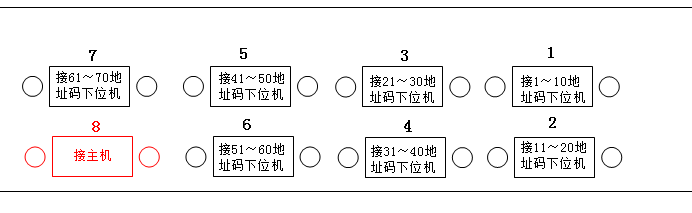 7
5
3
1
接61～70地
址码下位机
接41～50地
址码下位机
接21～30地
址码下位机
接1～10地
址码下位机
8
6
4
2
接主机
接51～60地
址码下位机
接31～40地
址码下位机
接11～20地
址码下位机